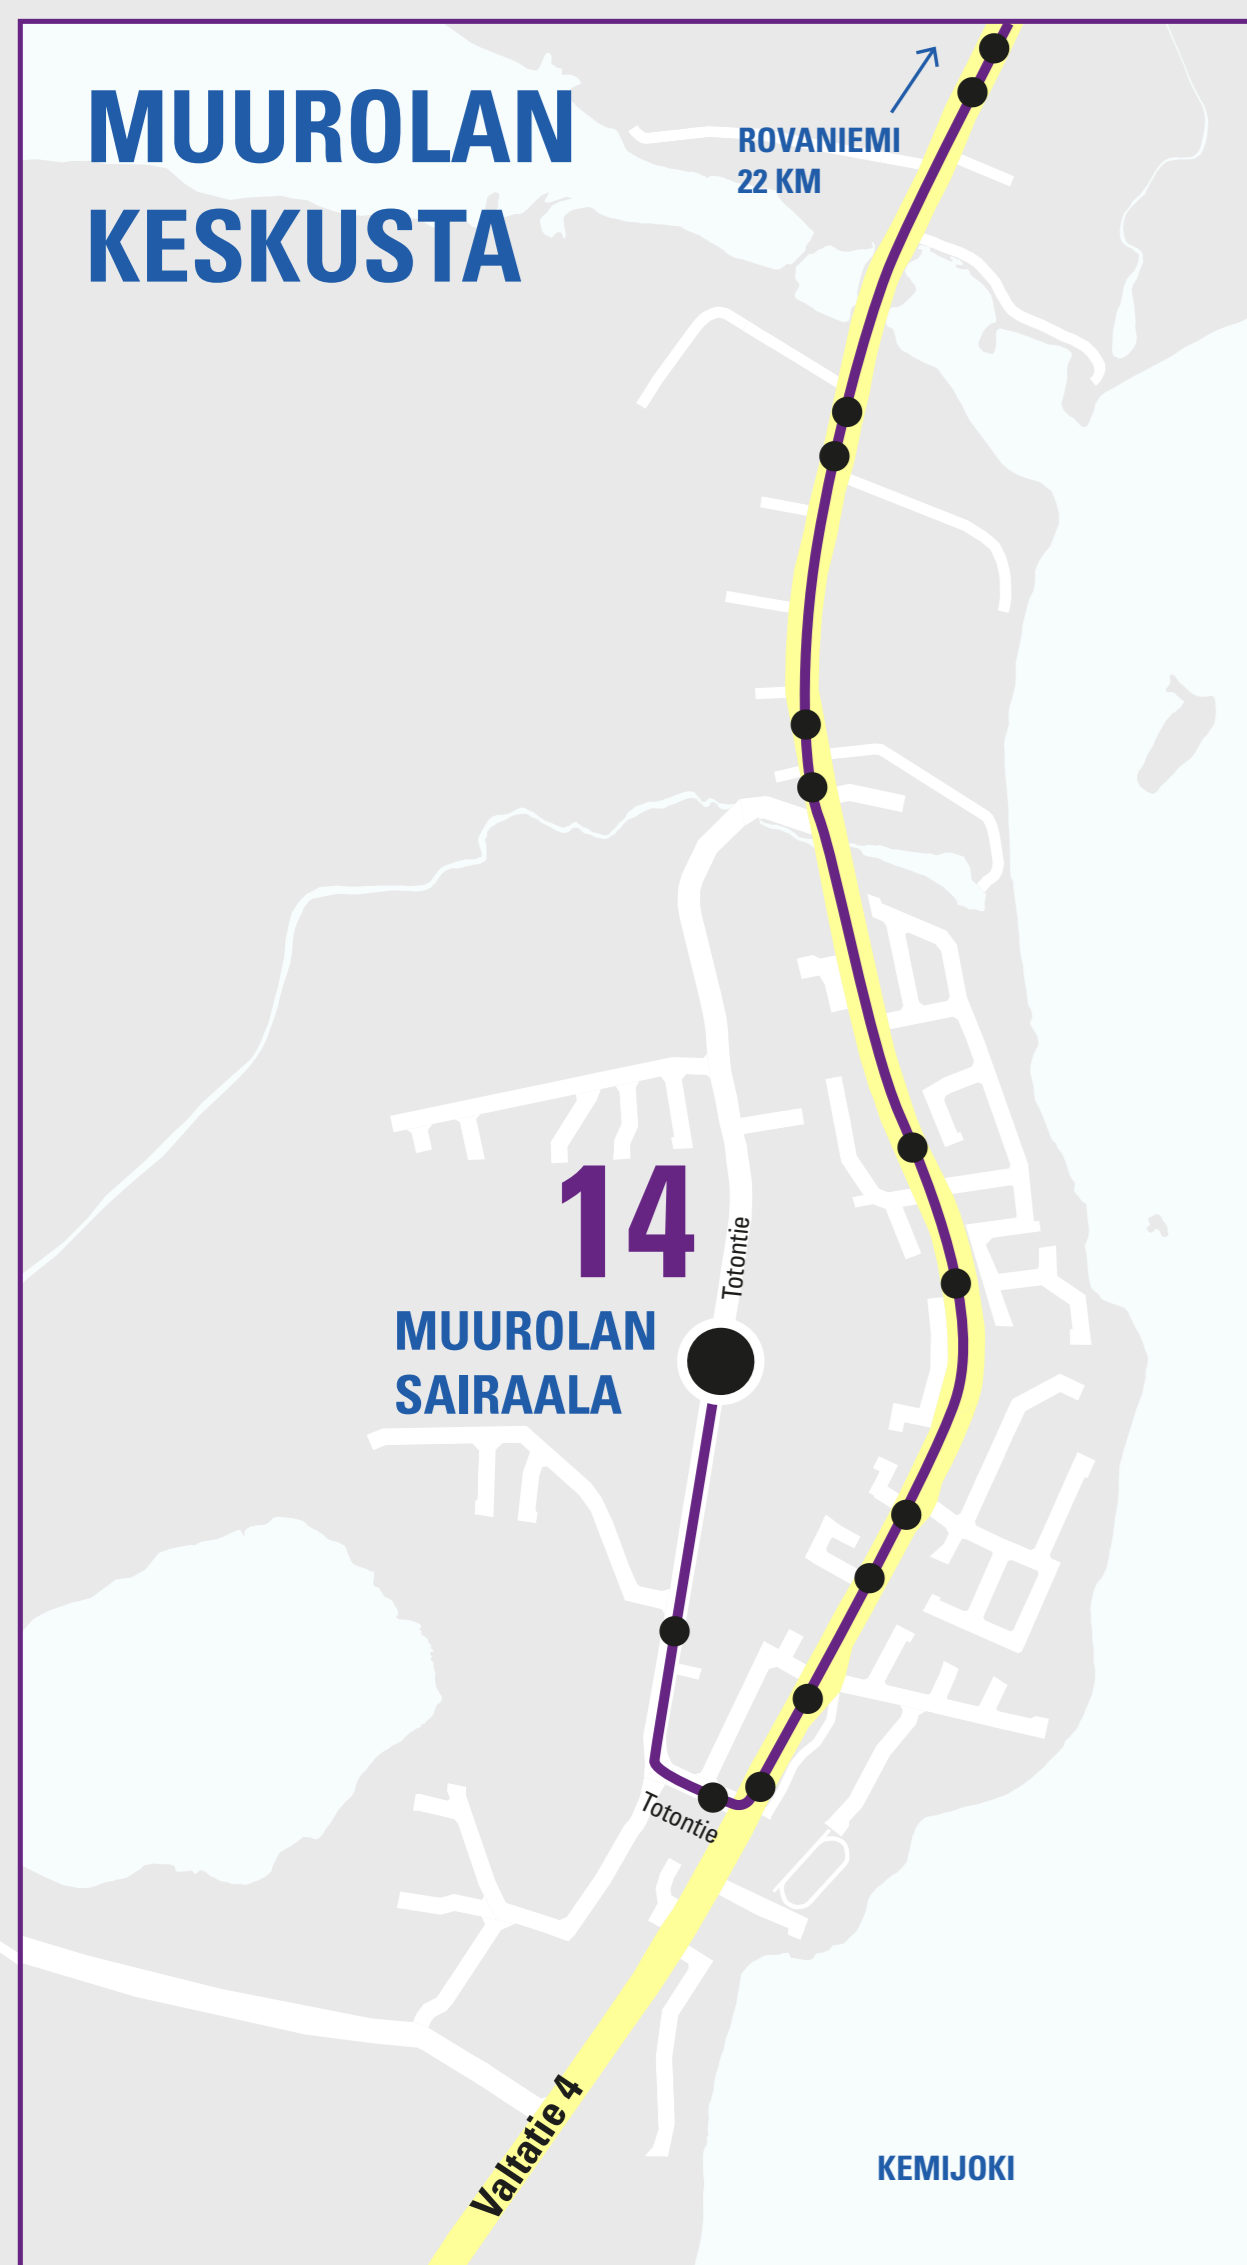 MUUROLAN
KESKUSTA
ROVANIEMI
22 KM
14
MUUROLAN
SAIRAALA
Totontie
Totontie
Valtatie 4
KEMIJOKI